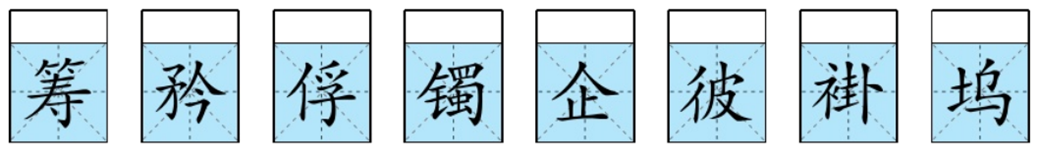 筹 矜 俘 镯 企 彼 褂 坞